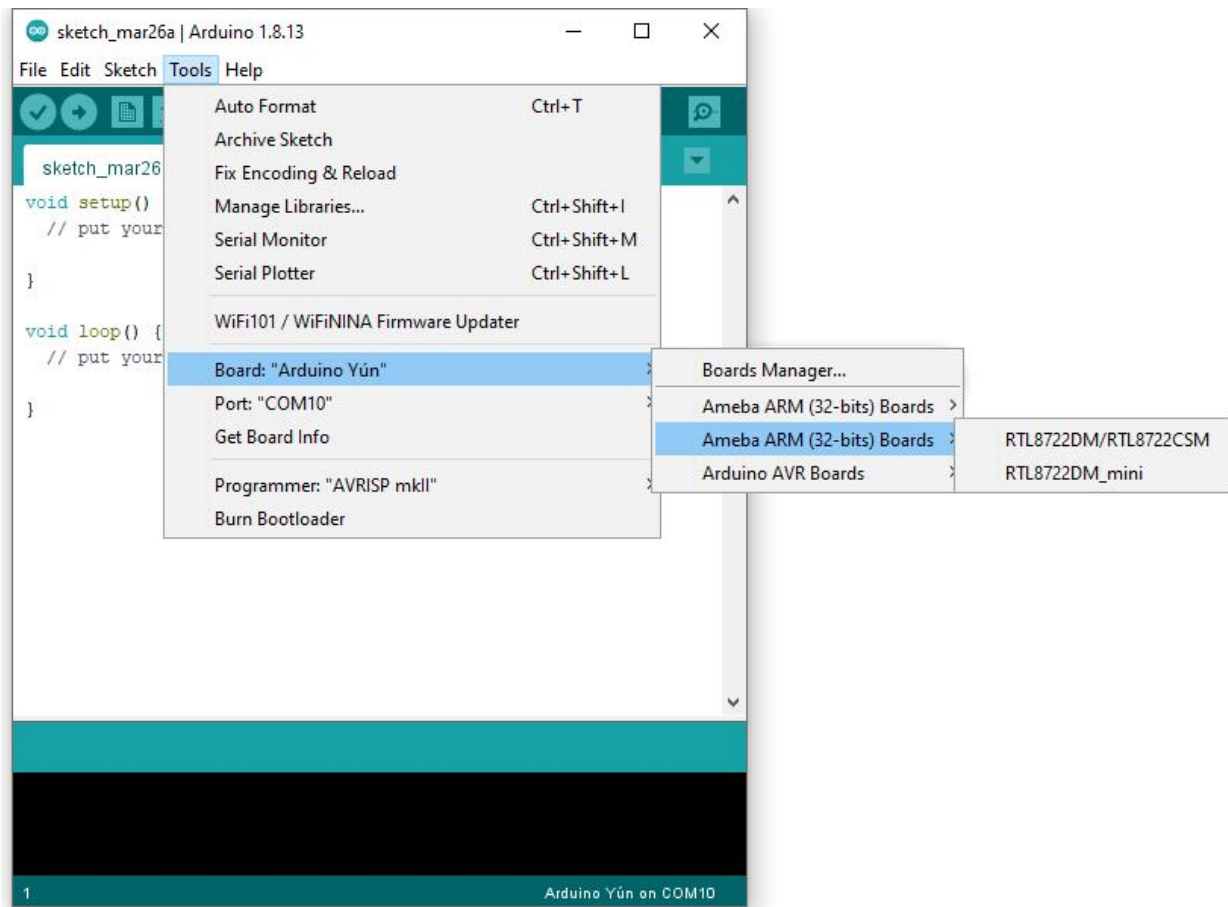 sketch_mar26a | Arduino 1.8.13
File Edit Sketch Tools Help
sketch_mar26
void setup()
// put your
}
void loop() {
// put your
}
Auto Format Ctrl+T
Archive Sketch
Fix Encoding & Reload
Manage Libraries... Ctrl+Shift+I
Serial Monitor Ctrl+Shift+M
Serial Plotter Ctrl+Shift+L
WiFi101 / WiFiNINA Firmware Updater
Board: "Arduino Yún"
Port: "COM10"
Get Board Info
Programmer: "AVRISP mkII"
Burn Bootloader
Boards Manager...
Ameba ARM (32-bits) Boards
Ameba ARM (32-bits) Boards
Arduino AVR Boards
RTL8722DM/RTL8722CSM
RTL8722DM_mini
1 Arduino Yún on COM10